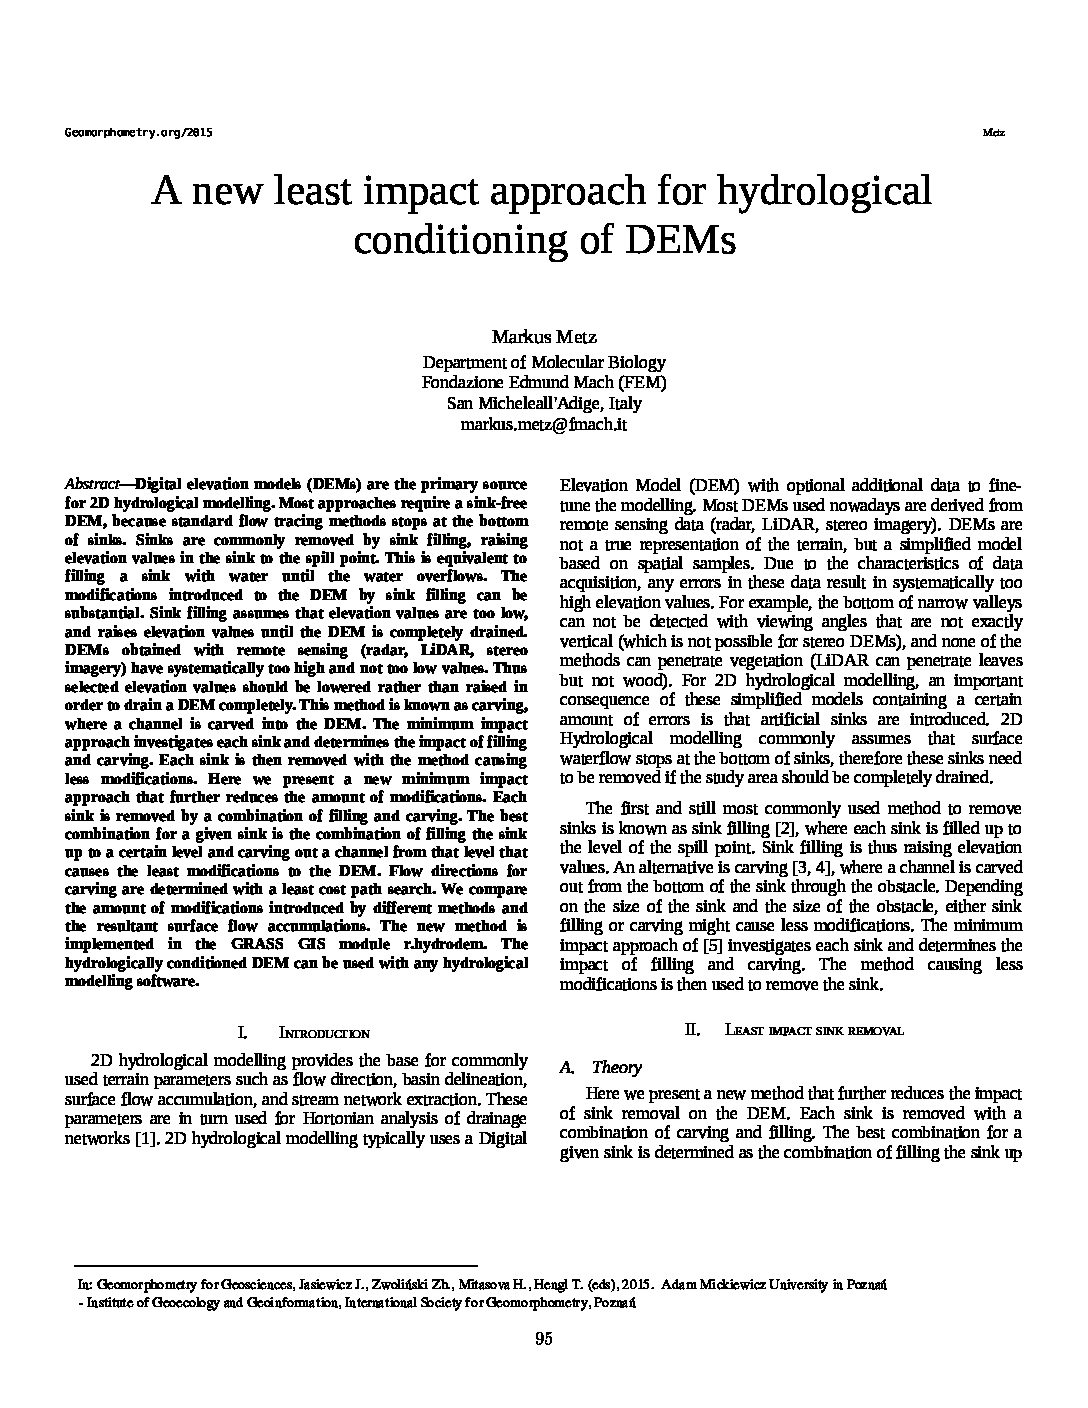 Geomorphometry.org/2015
Metz
A new least impact approach for hydrological
conditioning of DEMs
Markus Metz
Department of Molecular Biology
Fondazione Edmund Mach (FEM)
San Micheleall'Adige, Italy
markus.metz@fmach.it
Abstract—Digital elevation models (DEMs) are the primary source
for 2D hydrological modelling. Most approaches require a sink-free
DEM, because standard flow tracing methods stops at the bottom
of sinks. Sinks are commonly removed by sink filling, raising
elevation values in the sink to the spill point. This is equivalent to
filling a sink with water until the water overflows. The
modifications introduced to the DEM by sink filling can be
substantial. Sink filling assumes that elevation values are too low,
and raises elevation values until the DEM is completely drained.
DEMs obtained with remote sensing (radar, LiDAR, stereo
imagery) have systematically too high and not too low values. Thus
selected elevation values should be lowered rather than raised in
order to drain a DEM completely. This method is known as carving,
where a channel is carved into the DEM. The minimum impact
approach investigates each sink and determines the impact of filling
and carving. Each sink is then removed with the method causing
less modifications. Here we present a new minimum impact
approach that further reduces the amount of modifications. Each
sink is removed by a combination of filling and carving. The best
combination for a given sink is the combination of filling the sink
up to a certain level and carving out a channel from that level that
causes the least modifications to the DEM. Flow directions for
carving are determined with a least cost path search. We compare
the amount of modifications introduced by different methods and
the resultant surface flow accumulations. The new method is
implemented in the GRASS GIS module r.hydrodem. The
hydrologically conditioned DEM can be used with any hydrological
modelling software.
I. Introduction
2D hydrological modelling provides the base for commonly
used terrain parameters such as flow direction, basin delineation,
surface flow accumulation, and stream network extraction. These
parameters are in turn used for Hortonian analysis of drainage
networks [1]. 2D hydrological modelling typically uses a Digital
Elevation Model (DEM) with optional additional data to fine-
tune the modelling. Most DEMs used nowadays are derived from
remote sensing data (radar, LiDAR, stereo imagery). DEMs are
not a true representation of the terrain, but a simplified model
based on spatial samples. Due to the characteristics of data
acquisition, any errors in these data result in systematically too
high elevation values. For example, the bottom of narrow valleys
can not be detected with viewing angles that are not exactly
vertical (which is not possible for stereo DEMs), and none of the
methods can penetrate vegetation (LiDAR can penetrate leaves
but not wood). For 2D hydrological modelling, an important
consequence of these simplified models containing a certain
amount of errors is that artificial sinks are introduced. 2D
Hydrological modelling commonly assumes that surface
waterflow stops at the bottom of sinks, therefore these sinks need
to be removed if the study area should be completely drained.
The first and still most commonly used method to remove
sinks is known as sink filling [2], where each sink is filled up to
the level of the spill point. Sink filling is thus raising elevation
values. An alternative is carving [3, 4], where a channel is carved
out from the bottom of the sink through the obstacle. Depending
on the size of the sink and the size of the obstacle, either sink
filling or carving might cause less modifications. The minimum
impact approach of [5] investigates each sink and determines the
impact of filling and carving. The method causing less
modifications is then used to remove the sink.
II. Least impact sink removal
A. Theory
Here we present a new method that further reduces the impact
of sink removal on the DEM. Each sink is removed with a
combination of carving and filling. The best combination for a
given sink is determined as the combination of filling the sink up
In: Geomorphometry for Geosciences, Jasiewicz J., Zwoliński Zb., Mitasova H., Hengl T. (eds), 2015. Adam Mickiewicz University in Poznań
- Institute of Geoecology and Geoinformation, International Society for Geomorphometry, Poznań
95